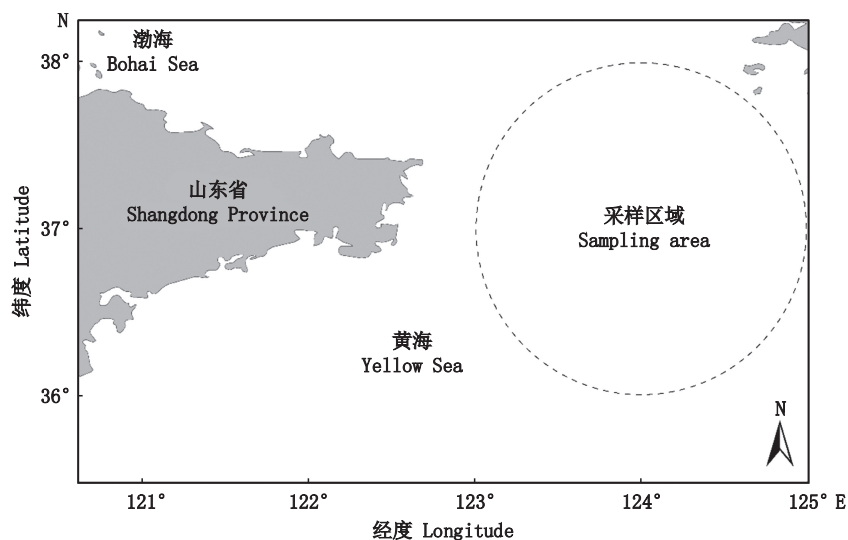 N
渤海
Bohai Sea
38°
山东省
Shangdong Province
37°
采样区域
Sampling area
纬度 Latitude
黄海
Yellow Sea
36°
N
121°
122°
123°
124°
125° E
经度 Longitude